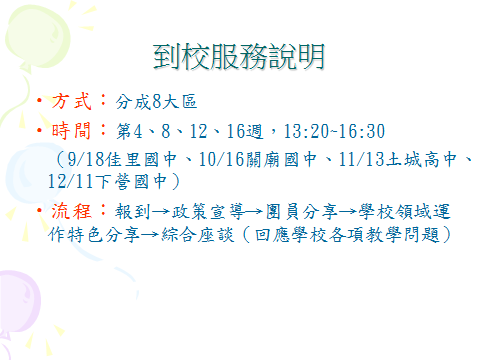 到校服務說明
•方式：分成8大區
•時間：第4、8、12、16週，13:20~16:30
（9/18佳里國中、10/16關廟國中、11/13土城高中、
12/11下營國中）
•流程：報到→政策宣導→團員分享→學校領域運
作特色分享→綜合座談（回應學校各項教學問題）